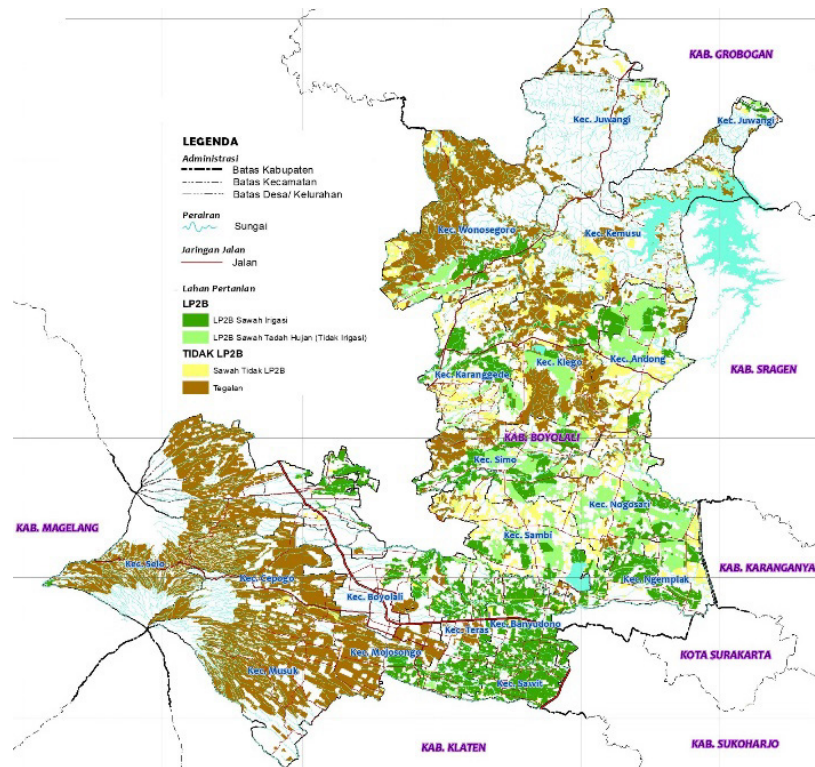 KAB. GROBOGAN
Kec. Juwangi
Kec. Juwangi
LEGENDA
Administrasi
Batas Kabupaten
Batas Kecamatan
Batas Desa/ Kelurahan
Perairan
Sungai
Jaringan Jalan
Jalan
Lahan Pertanian
LP2B
LP2B Sawah Irigasi
LP2B Sawah Tadah Hujan (Tidak Irigasi)
TIDAK LP2B
Sawah Tidak LP2B
Tegalan
Kec. Wonosegoro
Kec. Kemusu
Kec. Klego
Kec. Andong
Kec. Karanggede
KAB. SRAGEN
KAB. BOYOLALI
Kec. Simo
Kec. Nogosari
KAB. MAGELANG
Kec. Sambi
KAB. KARANGANYA
Kec. Selo
Kec. Cepogo
Kec. Ngemplak
Kec. Boyolali
Kec. Teras
Kec. Banyudono
Kec. Mojosongo
KOTA SURAKARTA
Kec. Musuk
Kec. Sawit
KAB. KLATEN
KAB. SUKOHARJO